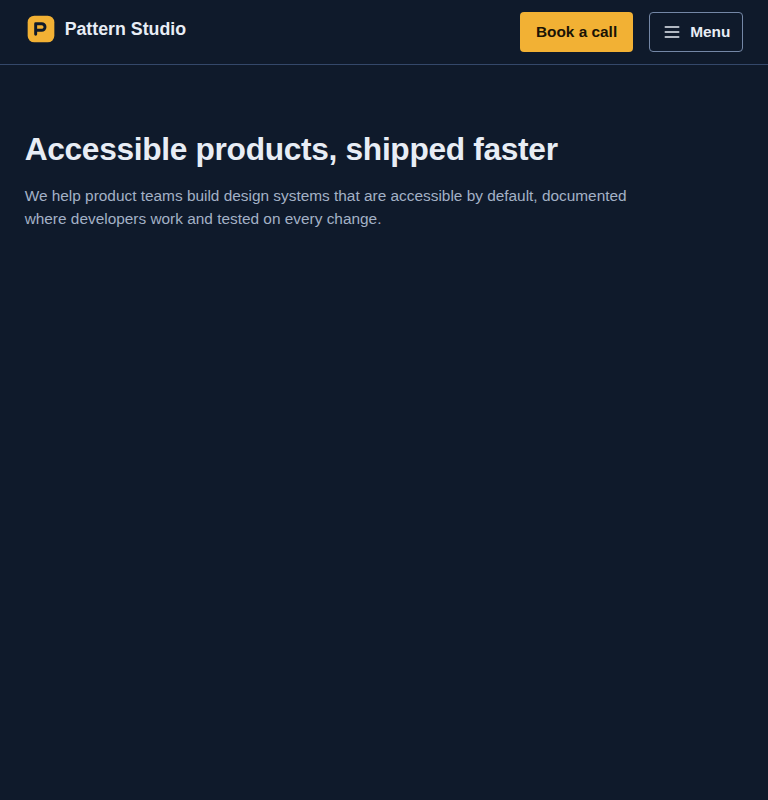 Pattern Studio
Book a call
Menu
Accessible products, shipped faster
We help product teams build design systems that are accessible by default, documented
where developers work and tested on every change.